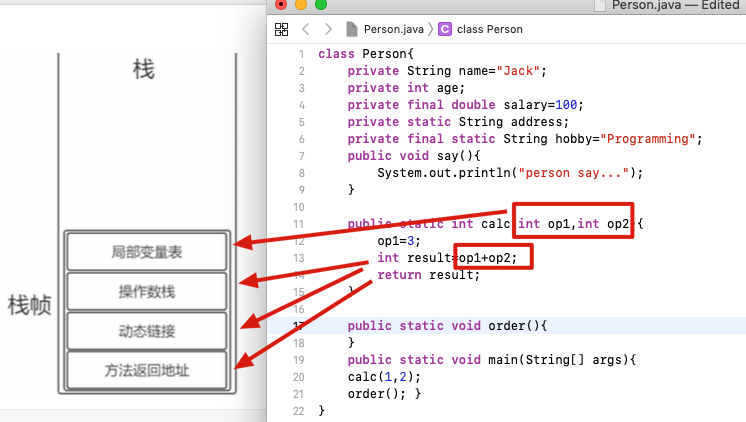 栈
栈帧
局部变量表
操作数栈
动态链接
方法返回地址
Person.java — Edited
Person.java 〉 C class Person
1 class Person{
2 private String name="Jack";
3 private int age;
4 private final double salary=100;
5 private static String address;
6 private final static String hobby="Programming";
7 public void say(){
8 System.out.println("person say...");
9 }
10
11 public static int calc(int op1,int op2){
12 op1=3;
13 int result=op1+op2;
14 return result;
15 }
16
17 public static void order(){
18 }
19 public static void main(String[] args){
20 calc(1,2);
21 order(); }
22 }